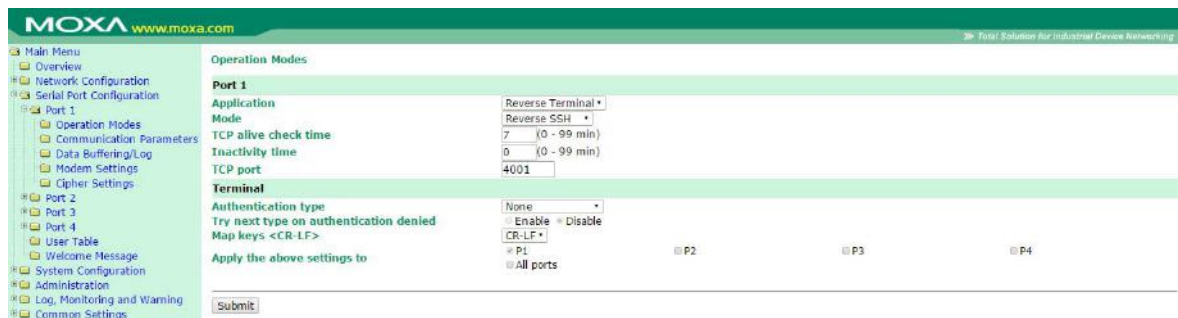 MOXA www.moxa.com
Total Solution for Industrial Device Networking
Main Menu
Overview
Network Configuration
Serial Port Configuration
Port 1
Operation Modes
Communication Parameters
Data Buffering/Log
Modem Settings
Cipher Settings
Port 2
Port 3
Port 4
User Table
Welcome Message
System Configuration
Administration
Log, Monitoring and Warning
Common Settings
Operation Modes
Port 1
Application Reverse Terminal
Mode Reverse SSH
TCP alive check time 7 (0 - 99 min)
Inactivity time 0 (0 - 99 min)
TCP port 4001
Terminal
Authentication type None
Try next type on authentication denied Enable Disable
Map keys <CR-LF> CR-LF
Apply the above settings to P1 P2 P3 P4
All ports
Submit